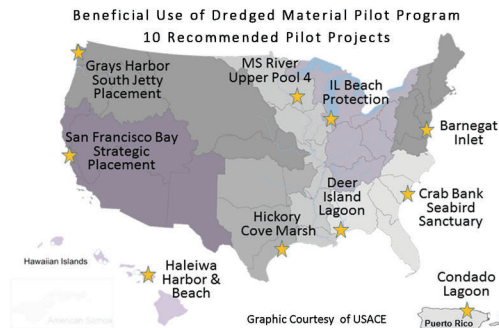 Beneficial Use of Dredged Material Pilot Program
10 Recommended Pilot Projects
Grays Harbor
South Jetty
Placement
MS River
Upper Pool 4
IL Beach
Protection
Barnegat
Inlet
San Francisco Bay
Strategic
Placement
Deer
Island
Lagoon
Crab Bank
Seabird
Sanctuary
Hickory
Cove Marsh
Hawaiian Islands
Haleiwa
Harbor &
Beach
Condado
Lagoon
American Samoa
Graphic Courtesy of USACE
Puerto Rico